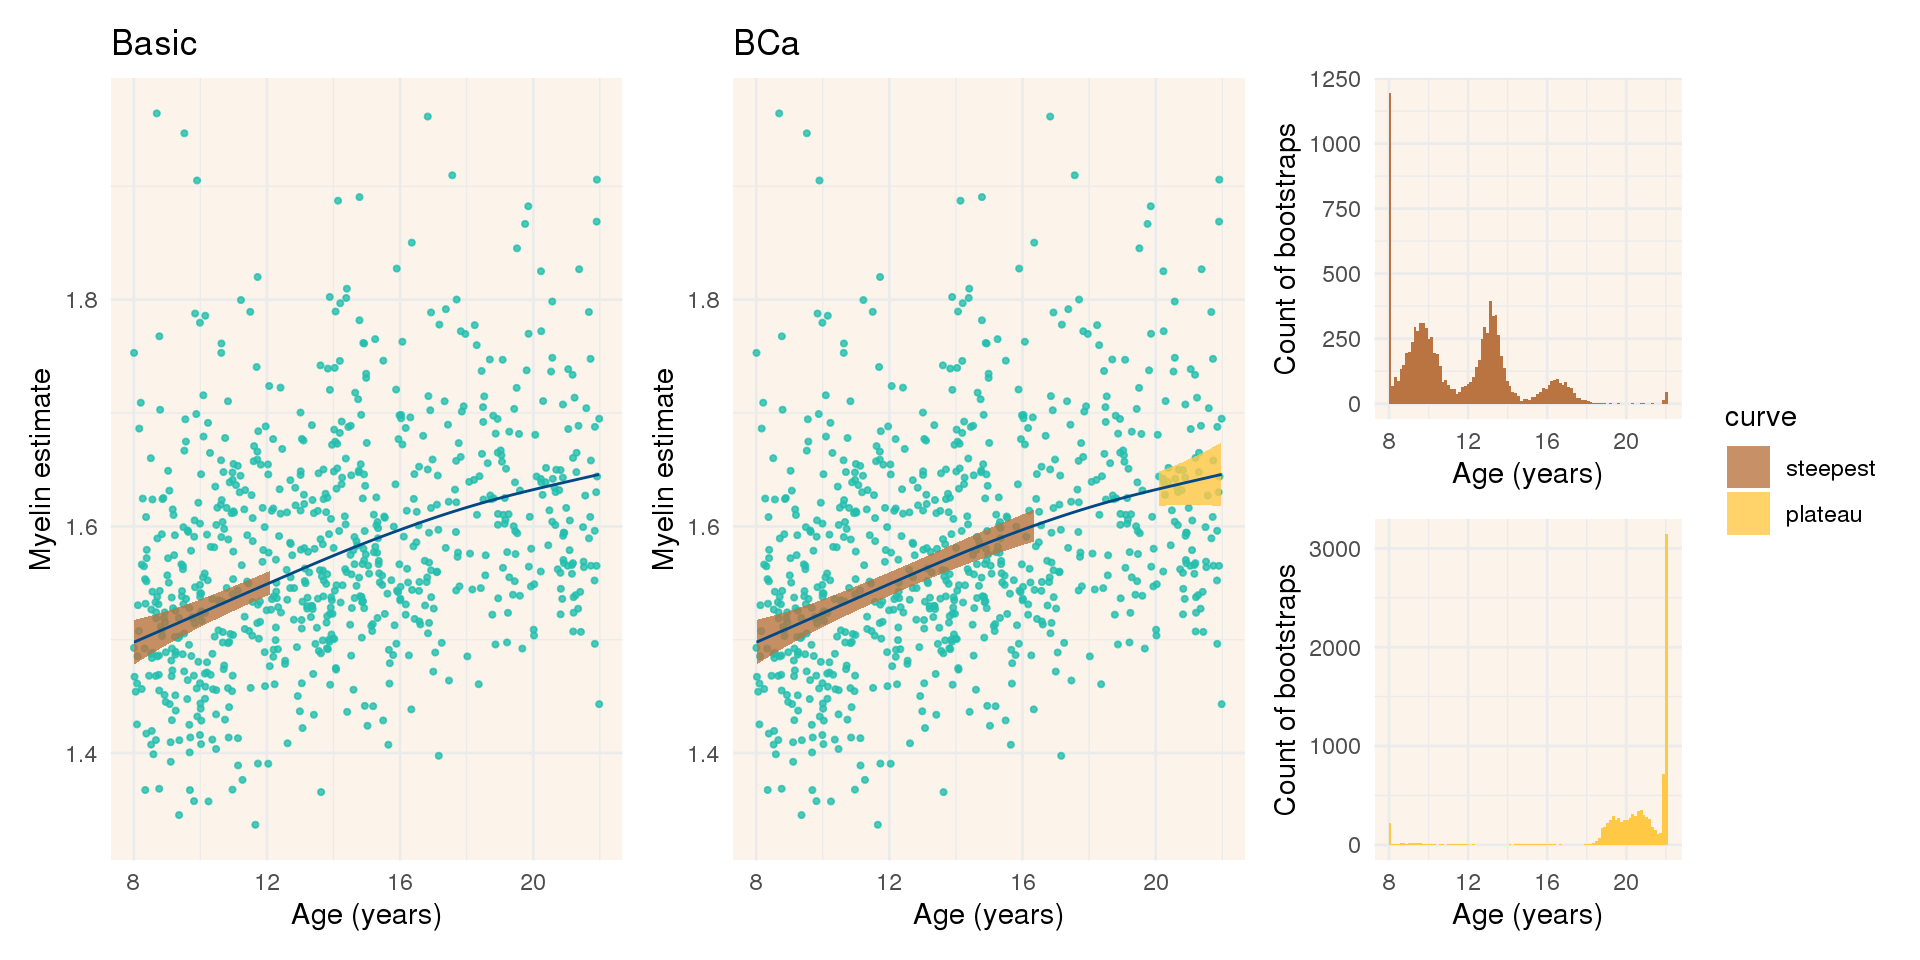 Basic
Myelin estimate
1.8
1.6
1.4
8 12 16 20
Age (years)
BCa
Myelin estimate
1.8
1.6
1.4
8 12 16 20
Age (years)
Count of bootstraps
1250
1000
750
500
250
0
8 12 16 20
Age (years)
Count of bootstraps
3000
2000
1000
0
8 12 16 20
Age (years)
curve
steepest
plateau